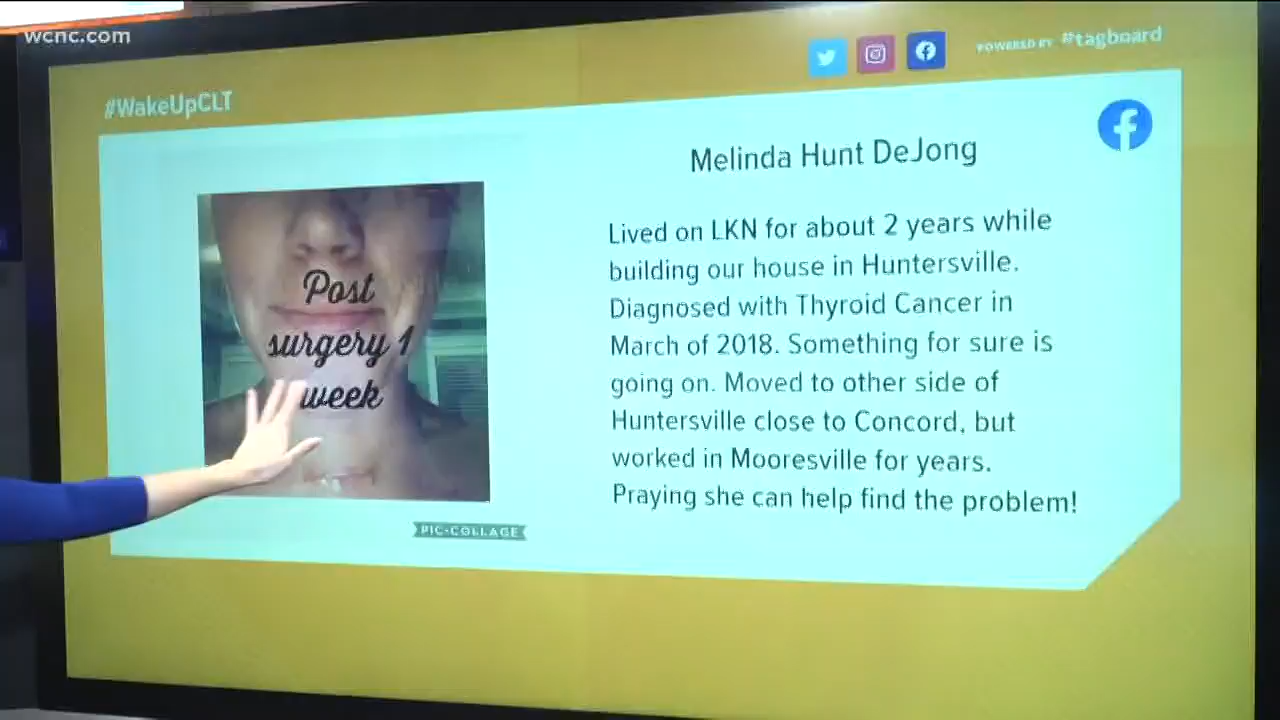 wcnc.com
POWERED BY #tagboard
#WakeUpCLT
Melinda Hunt DeJong
Post
surgery 1
week
Lived on LKN for about 2 years while
building our house in Huntersville.
Diagnosed with Thyroid Cancer in
March of 2018. Something for sure is
going on. Moved to other side of
Huntersville close to Concord, but
worked in Mooresville for years.
Praying she can help find the problem!
PIC•COLLAGE